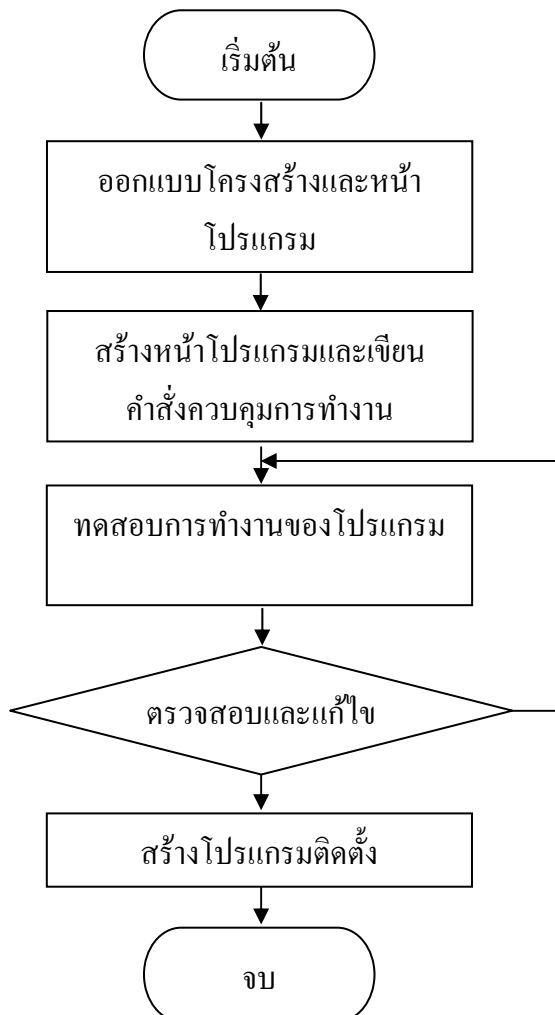 เริ่มต้น
ออกแบบโครงสร้างและหน้า
โปรแกรม
สร้างหน้าโปรแกรมและเขียน
คำสั่งควบคุมการทำงาน
ทดสอบการทำงานของโปรแกรม
ตรวจสอบและแก้ไข
สร้างโปรแกรมติดตั้ง
จบ